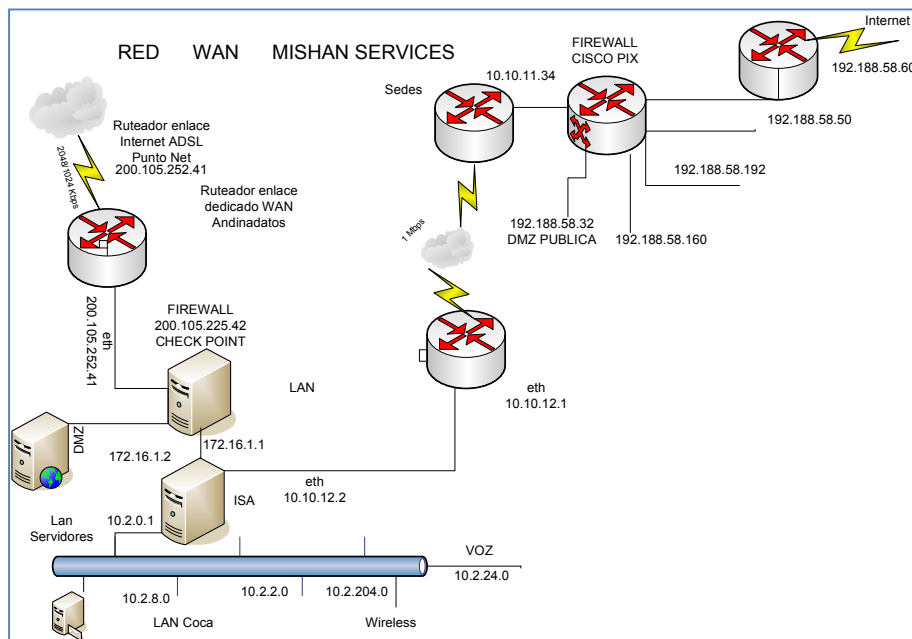 RED WAN MISHAN SERVICES
Internet
192.188.58.60
FIREWALL
CISCO PIX
10.10.11.34
Sedes
192.188.58.50
192.188.58.192
192.188.58.32
DMZ PUBLICA
192.188.58.160
Ruteador enlace
Internet ADSL
Punto Net
200.105.252.41
2048/1024 Kbps
Ruteador enlace
dedicado WAN
Andinadatos
1 Mbps
eth
200.105.252.41
FIREWALL
200.105.225.42
CHECK POINT
LAN
eth
10.10.12.1
DMZ
172.16.1.2
172.16.1.1
ISA
eth
10.10.12.2
Lan
Servidores
10.2.0.1
VOZ
10.2.24.0
10.2.8.0
10.2.2.0
10.2.204.0
LAN Coca
Wireless